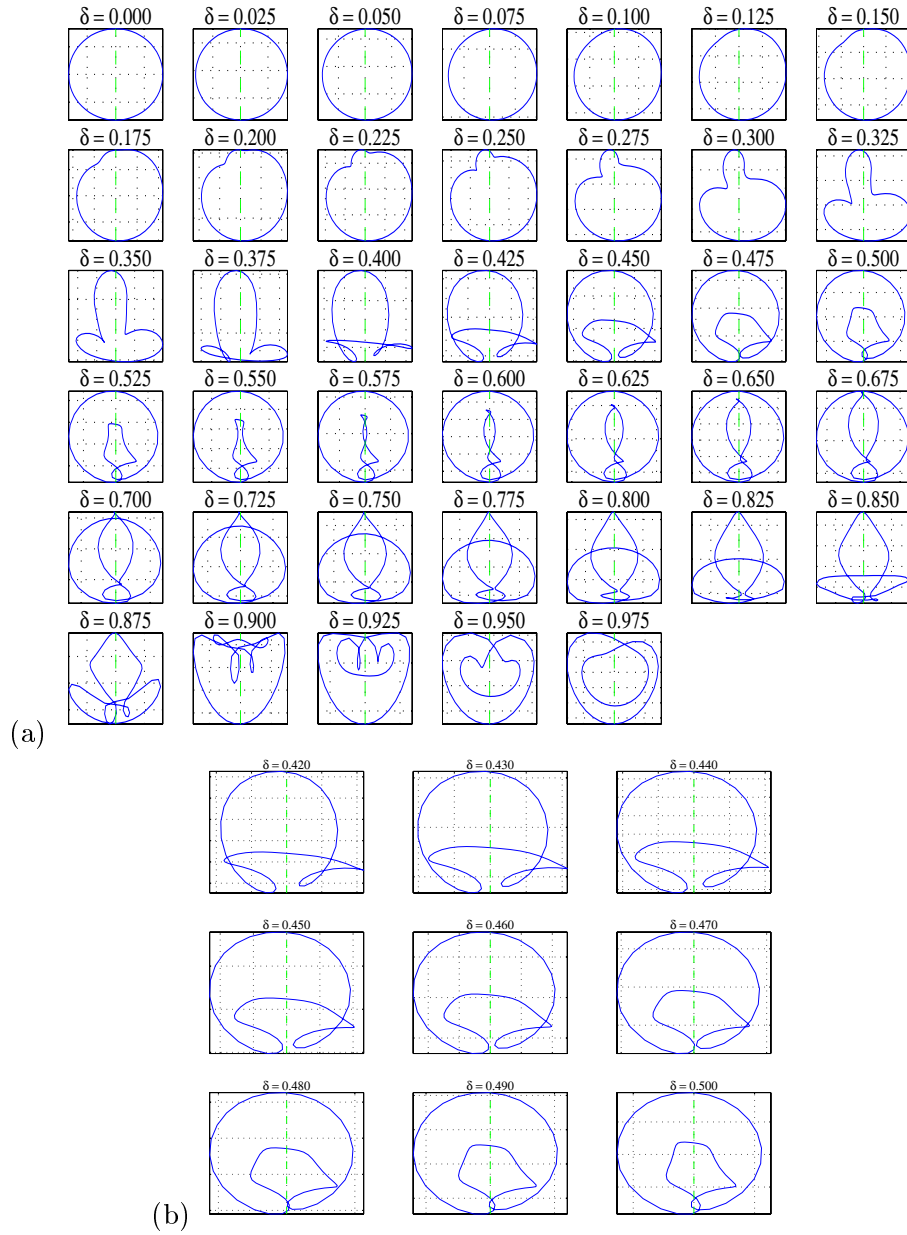 δ = 0.000 δ = 0.025 δ = 0.050 δ = 0.075 δ = 0.100 δ = 0.125 δ = 0.150
δ = 0.175 δ = 0.200 δ = 0.225 δ = 0.250 δ = 0.275 δ = 0.300 δ = 0.325
δ = 0.350 δ = 0.375 δ = 0.400 δ = 0.425 δ = 0.450 δ = 0.475 δ = 0.500
δ = 0.525 δ = 0.550 δ = 0.575 δ = 0.600 δ = 0.625 δ = 0.650 δ = 0.675
δ = 0.700 δ = 0.725 δ = 0.750 δ = 0.775 δ = 0.800 δ = 0.825 δ = 0.850
δ = 0.875 δ = 0.900 δ = 0.925 δ = 0.950 δ = 0.975
(a)
δ = 0.420 δ = 0.430 δ = 0.440
δ = 0.450 δ = 0.460 δ = 0.470
δ = 0.480 δ = 0.490 δ = 0.500
(b)